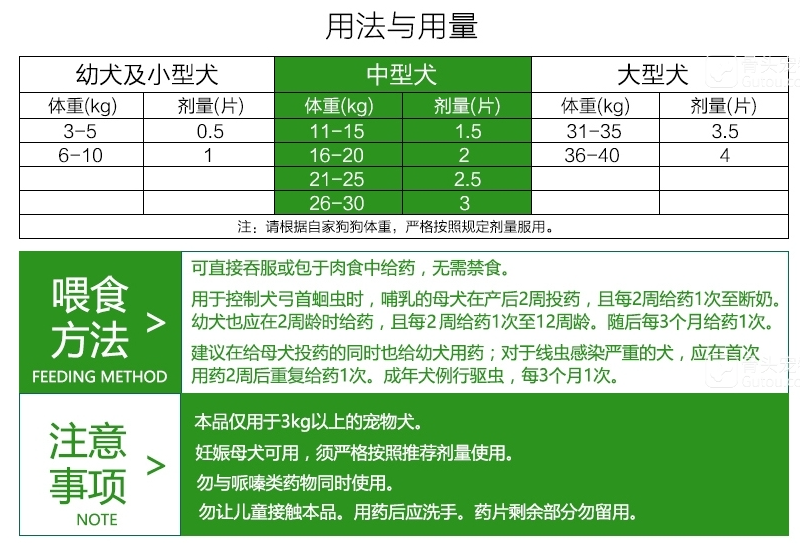 用法与用量
幼犬及小型犬 中型犬 大型犬
体重(kg) 剂量(片) 体重(kg) 剂量(片) 体重(kg) 剂量(片)
3-5 0.5 11-15 1.5 31-35 3.5
6-10 1 16-20 2 36-40 4
21-25 2.5
26-30 3
注：请根据自家狗狗体重，严格按照规定剂量服用。
喂食
方法 >
FEEDING METHOD
可直接吞服或包于肉食中给药，无需禁食。
用于控制犬弓首蛔虫时，哺乳的母犬在产后2周投药，且每2周给药1次至断奶。
幼犬也应在2周龄时给药，且每2周给药1次至12周龄。随后每3个月给药1次。
建议在给母犬投药的同时也给幼犬用药；对于线虫感染严重的犬，应在首次
用药2周后重复给药1次。成年犬例行驱虫，每3个月1次。
注意
事项 >
NOTE
本品仅用于3kg以上的宠物犬。
妊娠母犬可用，须严格按照推荐剂量使用。
勿与哌嗪类药物同时使用。
勿让儿童接触本品。用药后应洗手。药片剩余部分勿留用。